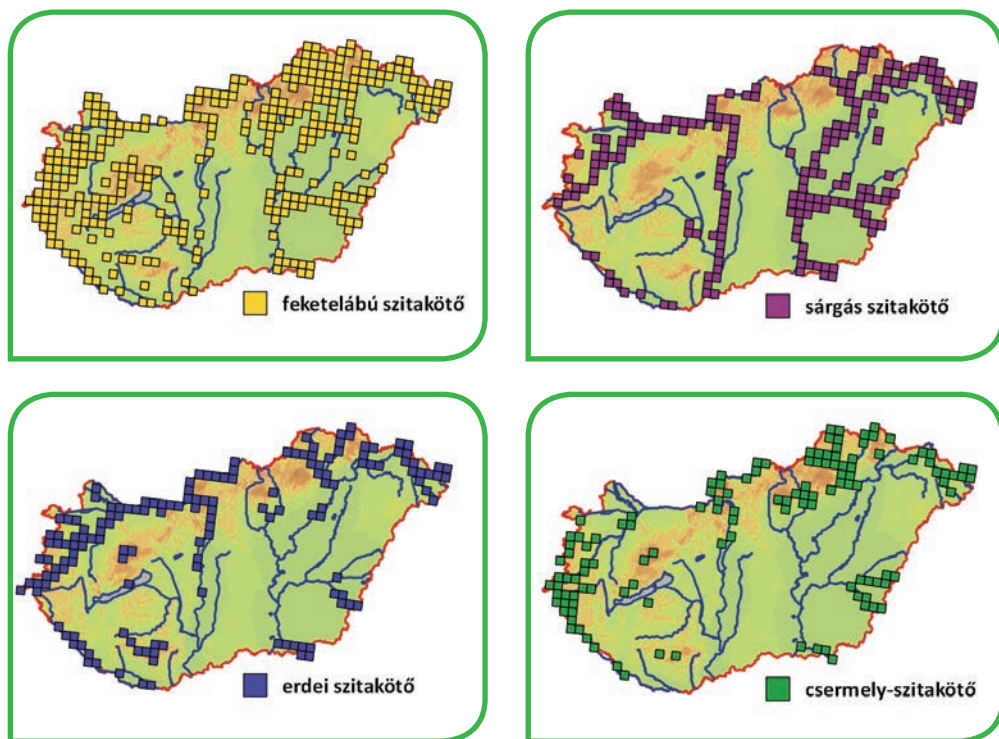 feketelábú szitakötő
sárgás szitakötő
erdei szitakötő
csermely-szitakötő